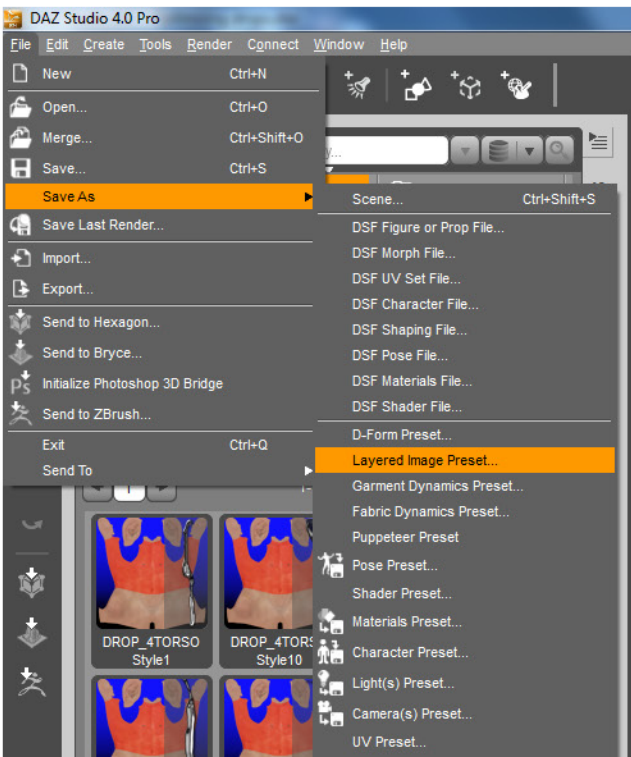 DAZ Studio 4.0 Pro
File Edit Create Tools Render Connect Window Help
New Ctrl+N
Open... Ctrl+O
Merge... Ctrl+Shift+O
Save... Ctrl+S
Save As
Save Last Render...
Import...
Export...
Send to Hexagon...
Send to Bryce...
Initialize Photoshop 3D Bridge
Send to ZBrush...
Exit Ctrl+Q
Send To
Scene... Ctrl+Shift+S
DSF Figure or Prop File...
DSF Morph File...
DSF UV Set File...
DSF Character File...
DSF Shaping File...
DSF Pose File...
DSF Materials File...
DSF Shader File...
D-Form Preset...
Layered Image Preset...
Garment Dynamics Preset...
Fabric Dynamics Preset...
Puppeteer Preset
Pose Preset...
Shader Preset...
Materials Preset...
Character Preset...
Light(s) Preset...
Camera(s) Preset...
UV Preset...
1
DROP_4TORSO
Style1
DROP_4TORS
Style10